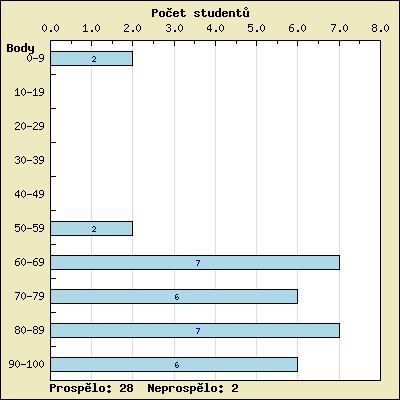 Počet studentů
0.0 1.0 2.0 3.0 4.0 5.0 6.0 7.0 8.0
Body
0-9 2
10-19
20-29
30-39
40-49
50-59 2
60-69 7
70-79 6
80-89 7
90-100 6
Prospělo: 28 Neprospělo: 2